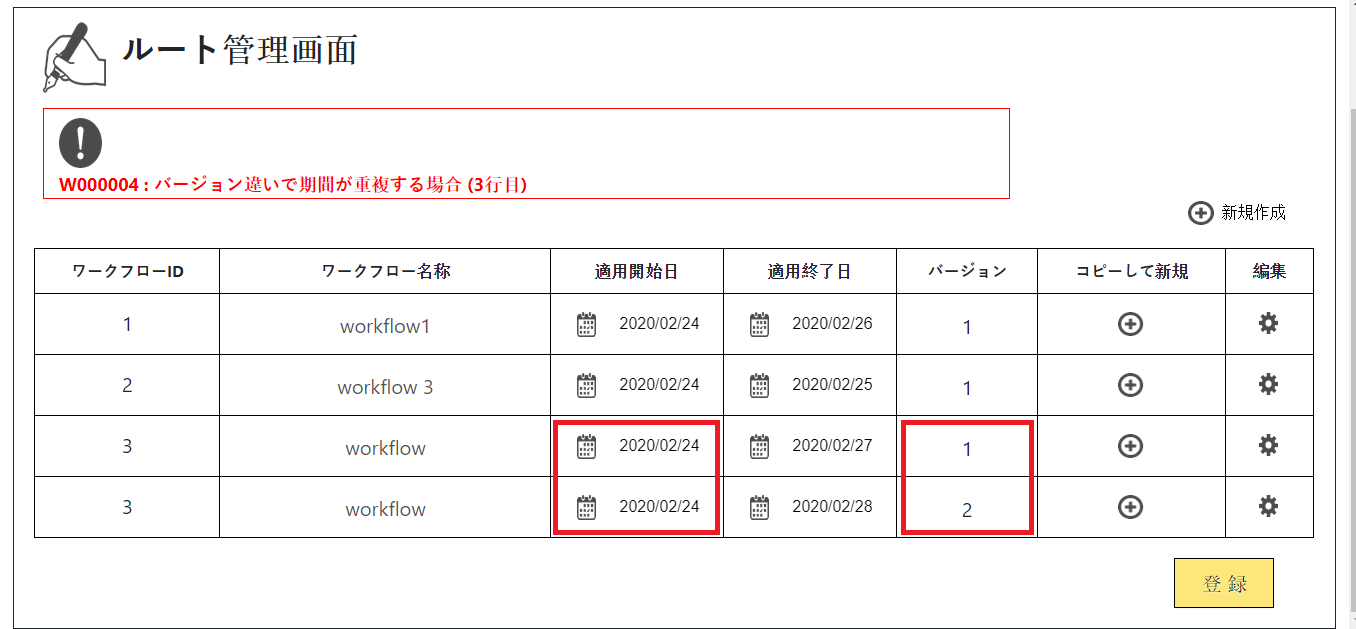 ルート管理画面
W000004 : バージョン違いで期間が重複する場合 (3行目)
新規作成
ワークフローID ワークフロー名称 適用開始日 適用終了日 バージョン コピーして新規 編集
1 workflow1 2020/02/24 2020/02/26 1
2 workflow 3 2020/02/24 2020/02/25 1
3 workflow 2020/02/24 2020/02/27 1
3 workflow 2020/02/24 2020/02/28 2
登 録